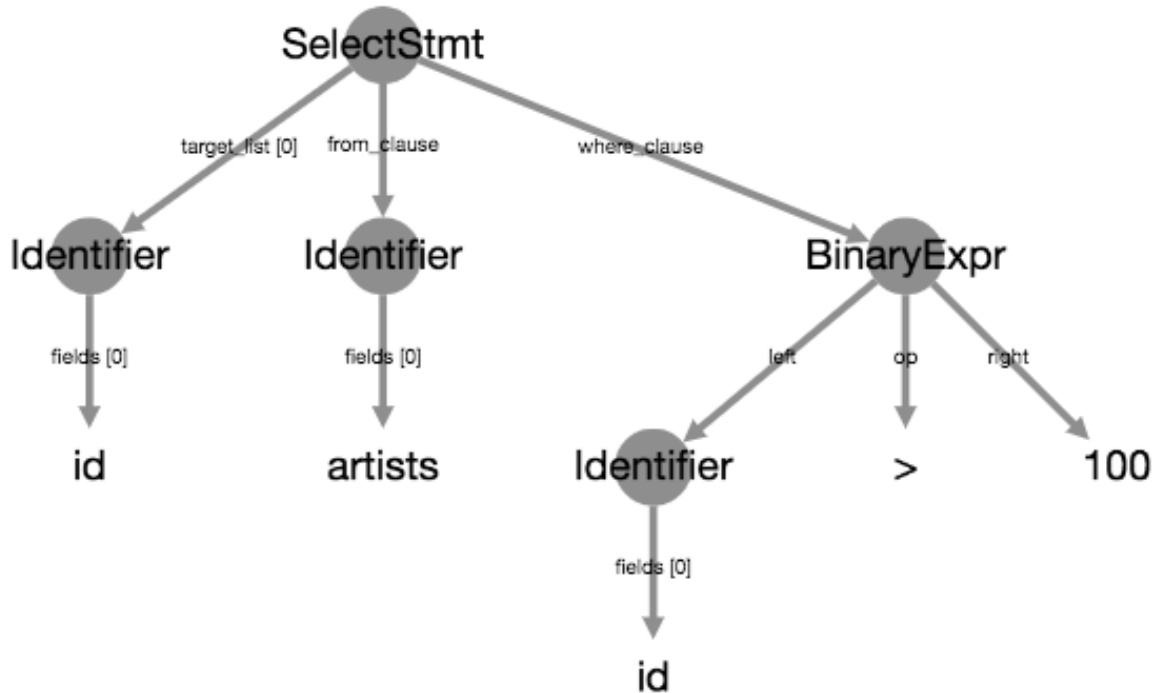 SelectStmt
target_list [0] from_clause where_clause
Identifier Identifier BinaryExpr
fields [0] fields [0] left op right
id artists Identifier > 100
fields [0]
id